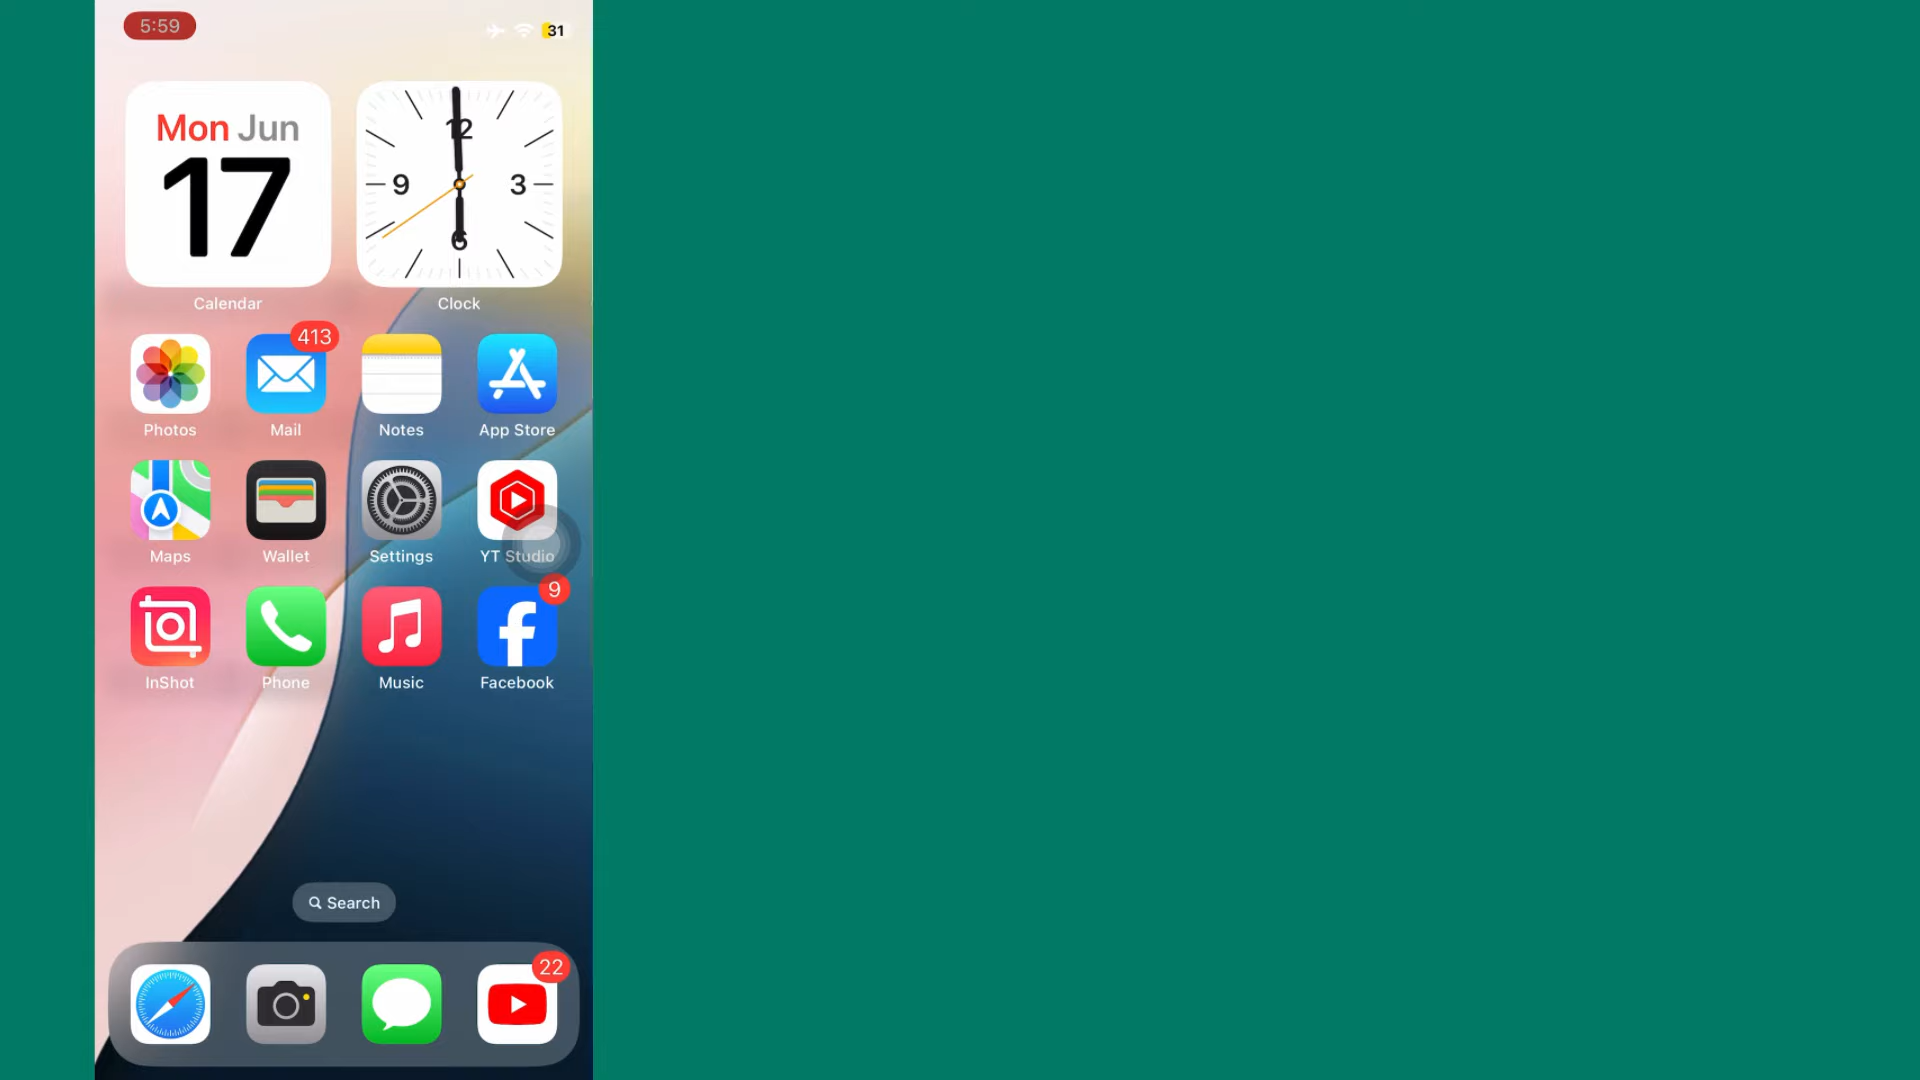 5:59
31
Mon Jun
17
12
9 3
6
Calendar Clock
413
Photos Mail Notes App Store
Maps Wallet Settings YT Studio
9
InShot Phone Music Facebook
Search
22